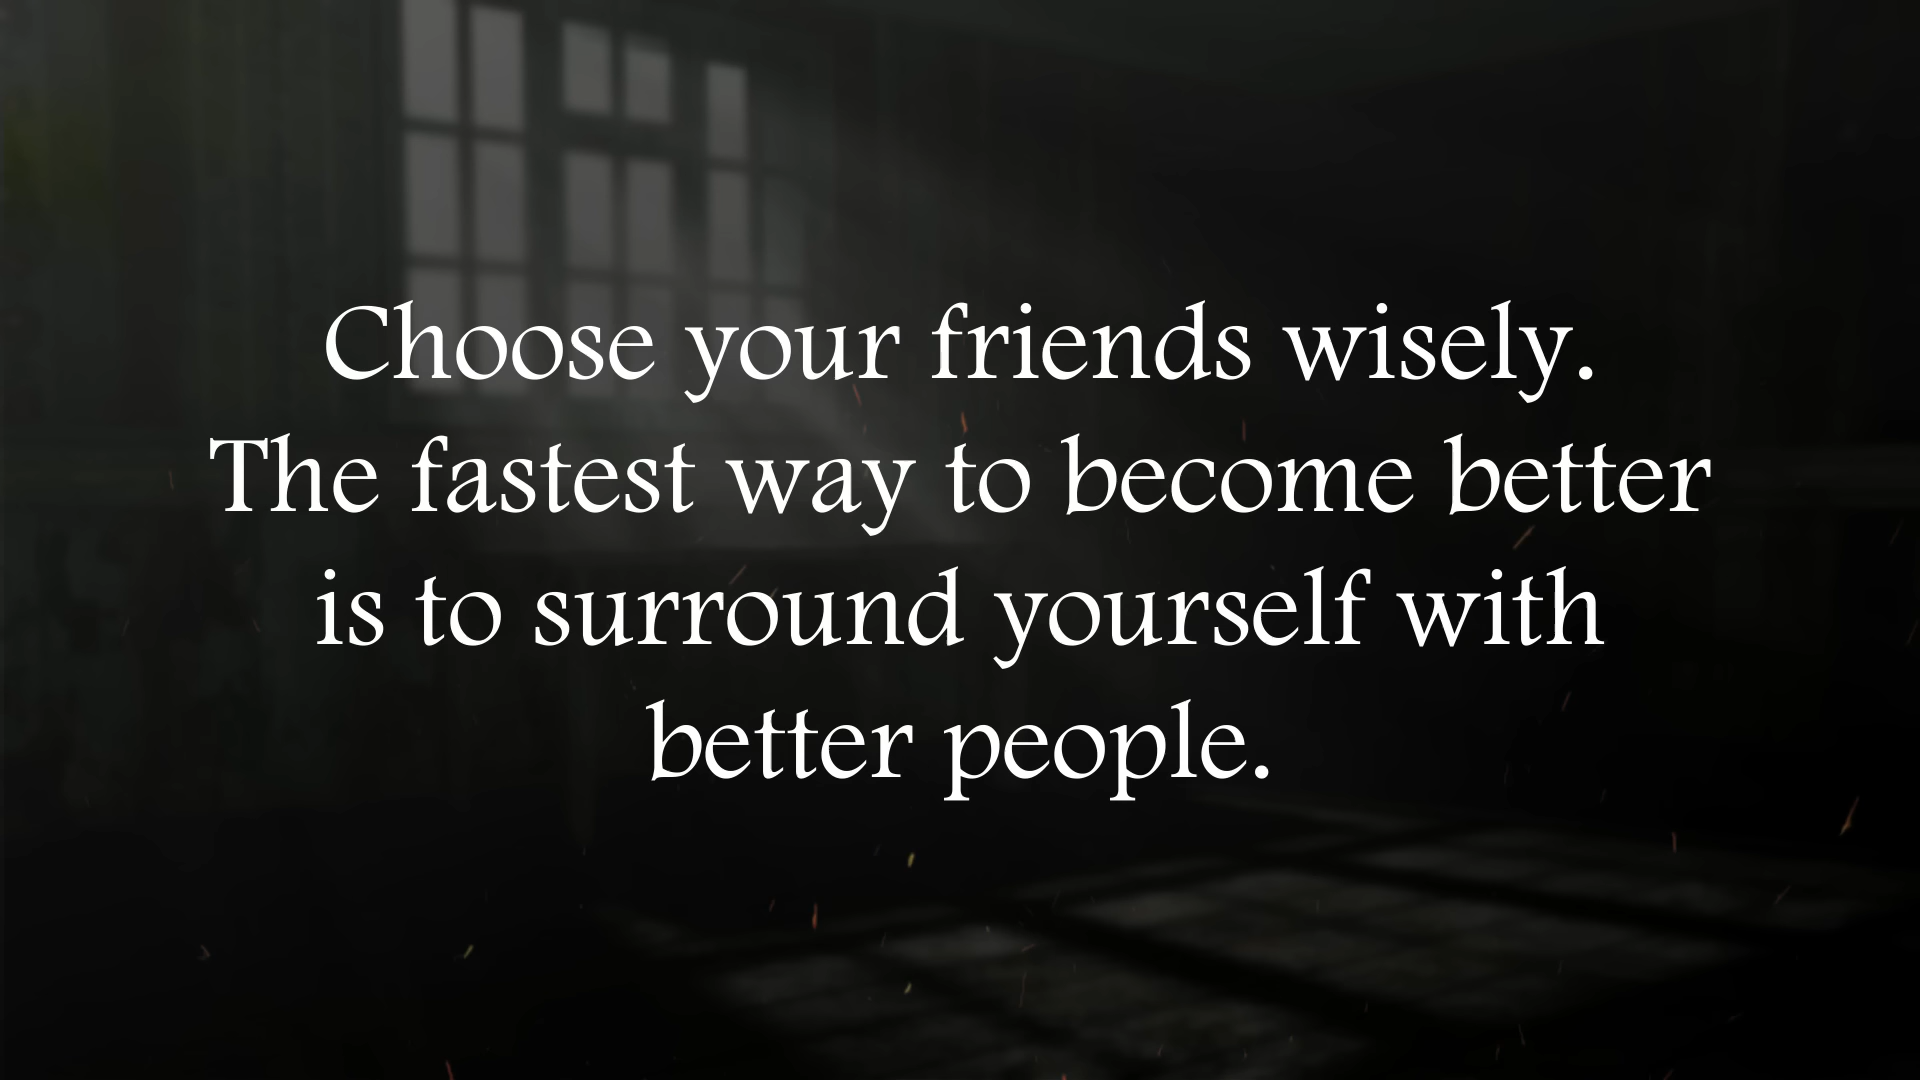 Choose your friends wisely.
The fastest way to become better
is to surround yourself with
better people.